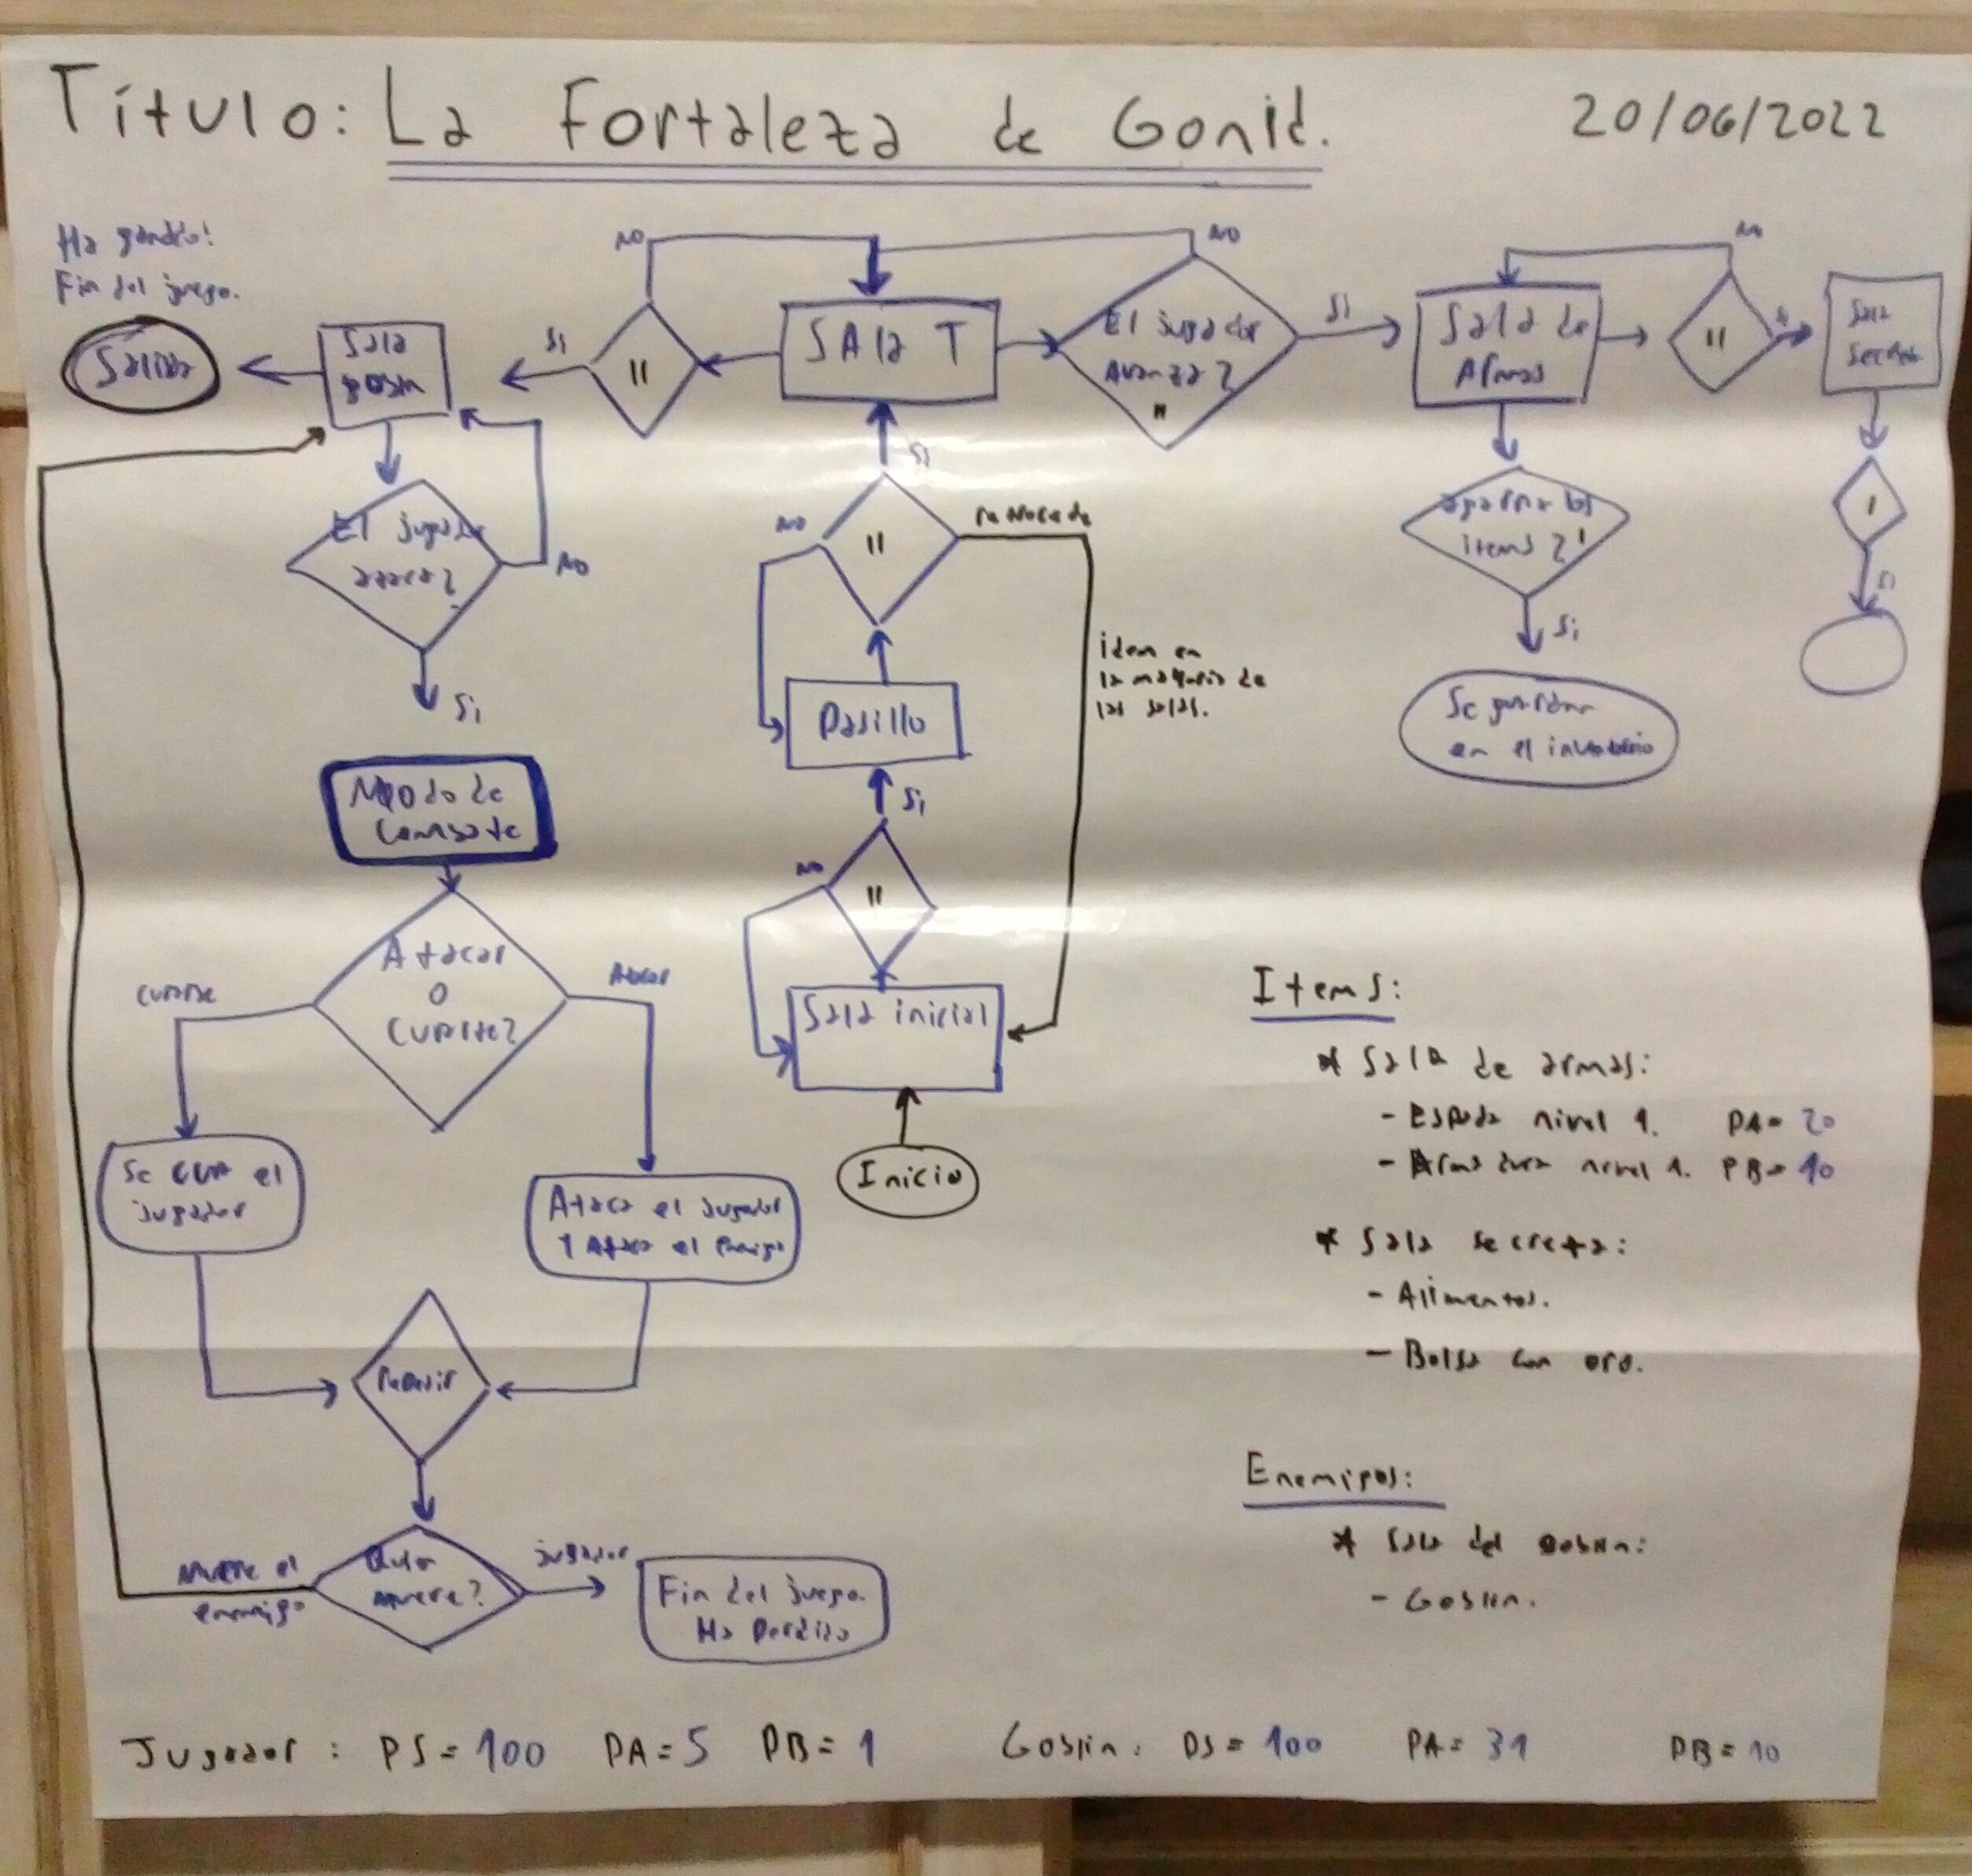 Título: La Fortaleza de Gonid.
20/06/2022
Ha ganado!
Fin del juego.
Salida
Sala goblin
Si
NO
"
SAla T
El jugador
Avanza?
"
NO
Si
Sala de
Armas
"
NO
Si
Sala
Secreta
El jugador
ataca?
NO
Si
Si
"
NO
retrocede
idem en
la mayoria de
las salas.
agarra los
items?'
Si
Se guardan
en el inventario
'
Si
Pasillo
Si
"
NO
Sala inicial
Inicio
Modo de
Combate
Atacar
O
Curarse?
curarse
Atacar
Se cura el
jugador
Ataca el jugador
Y Ataca el Enemigo
Repetir
Quien
muere?
Muere el
enemigo
jugador
Fin del juego.
Ha Perdido
Items:
* Sala de armas:
- Espada nivel 1. PA= 20
- Armadura nivel 1. PB= 10
* Sala secreta:
- Alimentos.
- Bolsa con oro.
Enemigos:
* Sala del goblin:
- Goblin.
Jugador: PS= 100 PA= 5 PB= 1
Goblin: PS= 100 PA= 31 PB= 10